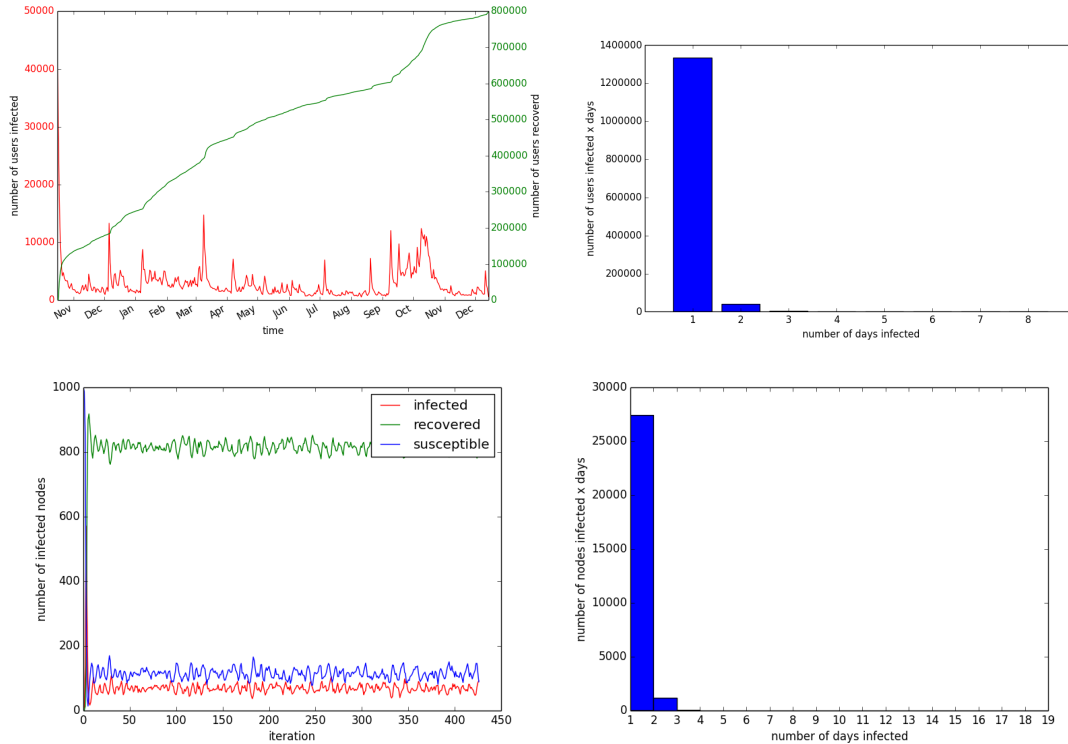 50000
40000
30000
20000
10000
0
number of users infected
800000
700000
600000
500000
400000
300000
200000
100000
0
number of users recoverd
Nov Dec Jan Feb Mar Apr May Jun Jul Aug Sep Oct Nov Dec
time
1400000
1200000
1000000
800000
600000
400000
200000
0
number of users infected x days
1 2 3 4 5 6 7 8
number of days infected
1000
800
600
400
200
0
number of infected nodes
infected
recovered
susceptible
0 50 100 150 200 250 300 350 400 450
iteration
30000
25000
20000
15000
10000
5000
0
number of nodes infected x days
1 2 3 4 5 6 7 8 9 10 11 12 13 14 15 16 17 18 19
number of days infected